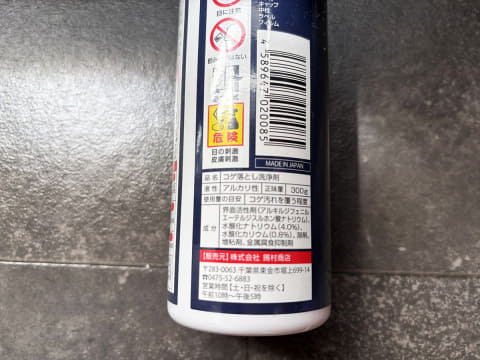 キャップ
中性
ラベル
フィルム
目に注意
4 589647 020085
危険
目の刺激
皮膚刺激
MADE IN JAPAN
品名 コゲ落とし洗浄剤
液性 アルカリ性 正味量 300g
使用量の目安 コゲ汚れを覆う程度
成分 界面活性剤(アルキルジフェニル
エーテルジスルホン酸ナトリウム)、
水酸化ナトリウム(4.0%)、
水酸化カリウム(0.8%)、溶剤、
増粘剤、金属腐食抑制剤
【販売元】株式会社 茜村商店
〒283-0063 千葉県東金市堀上699-14
☎0475-52-6883
営業時間【土・日・祝を除く】
午前10時〜午後5時